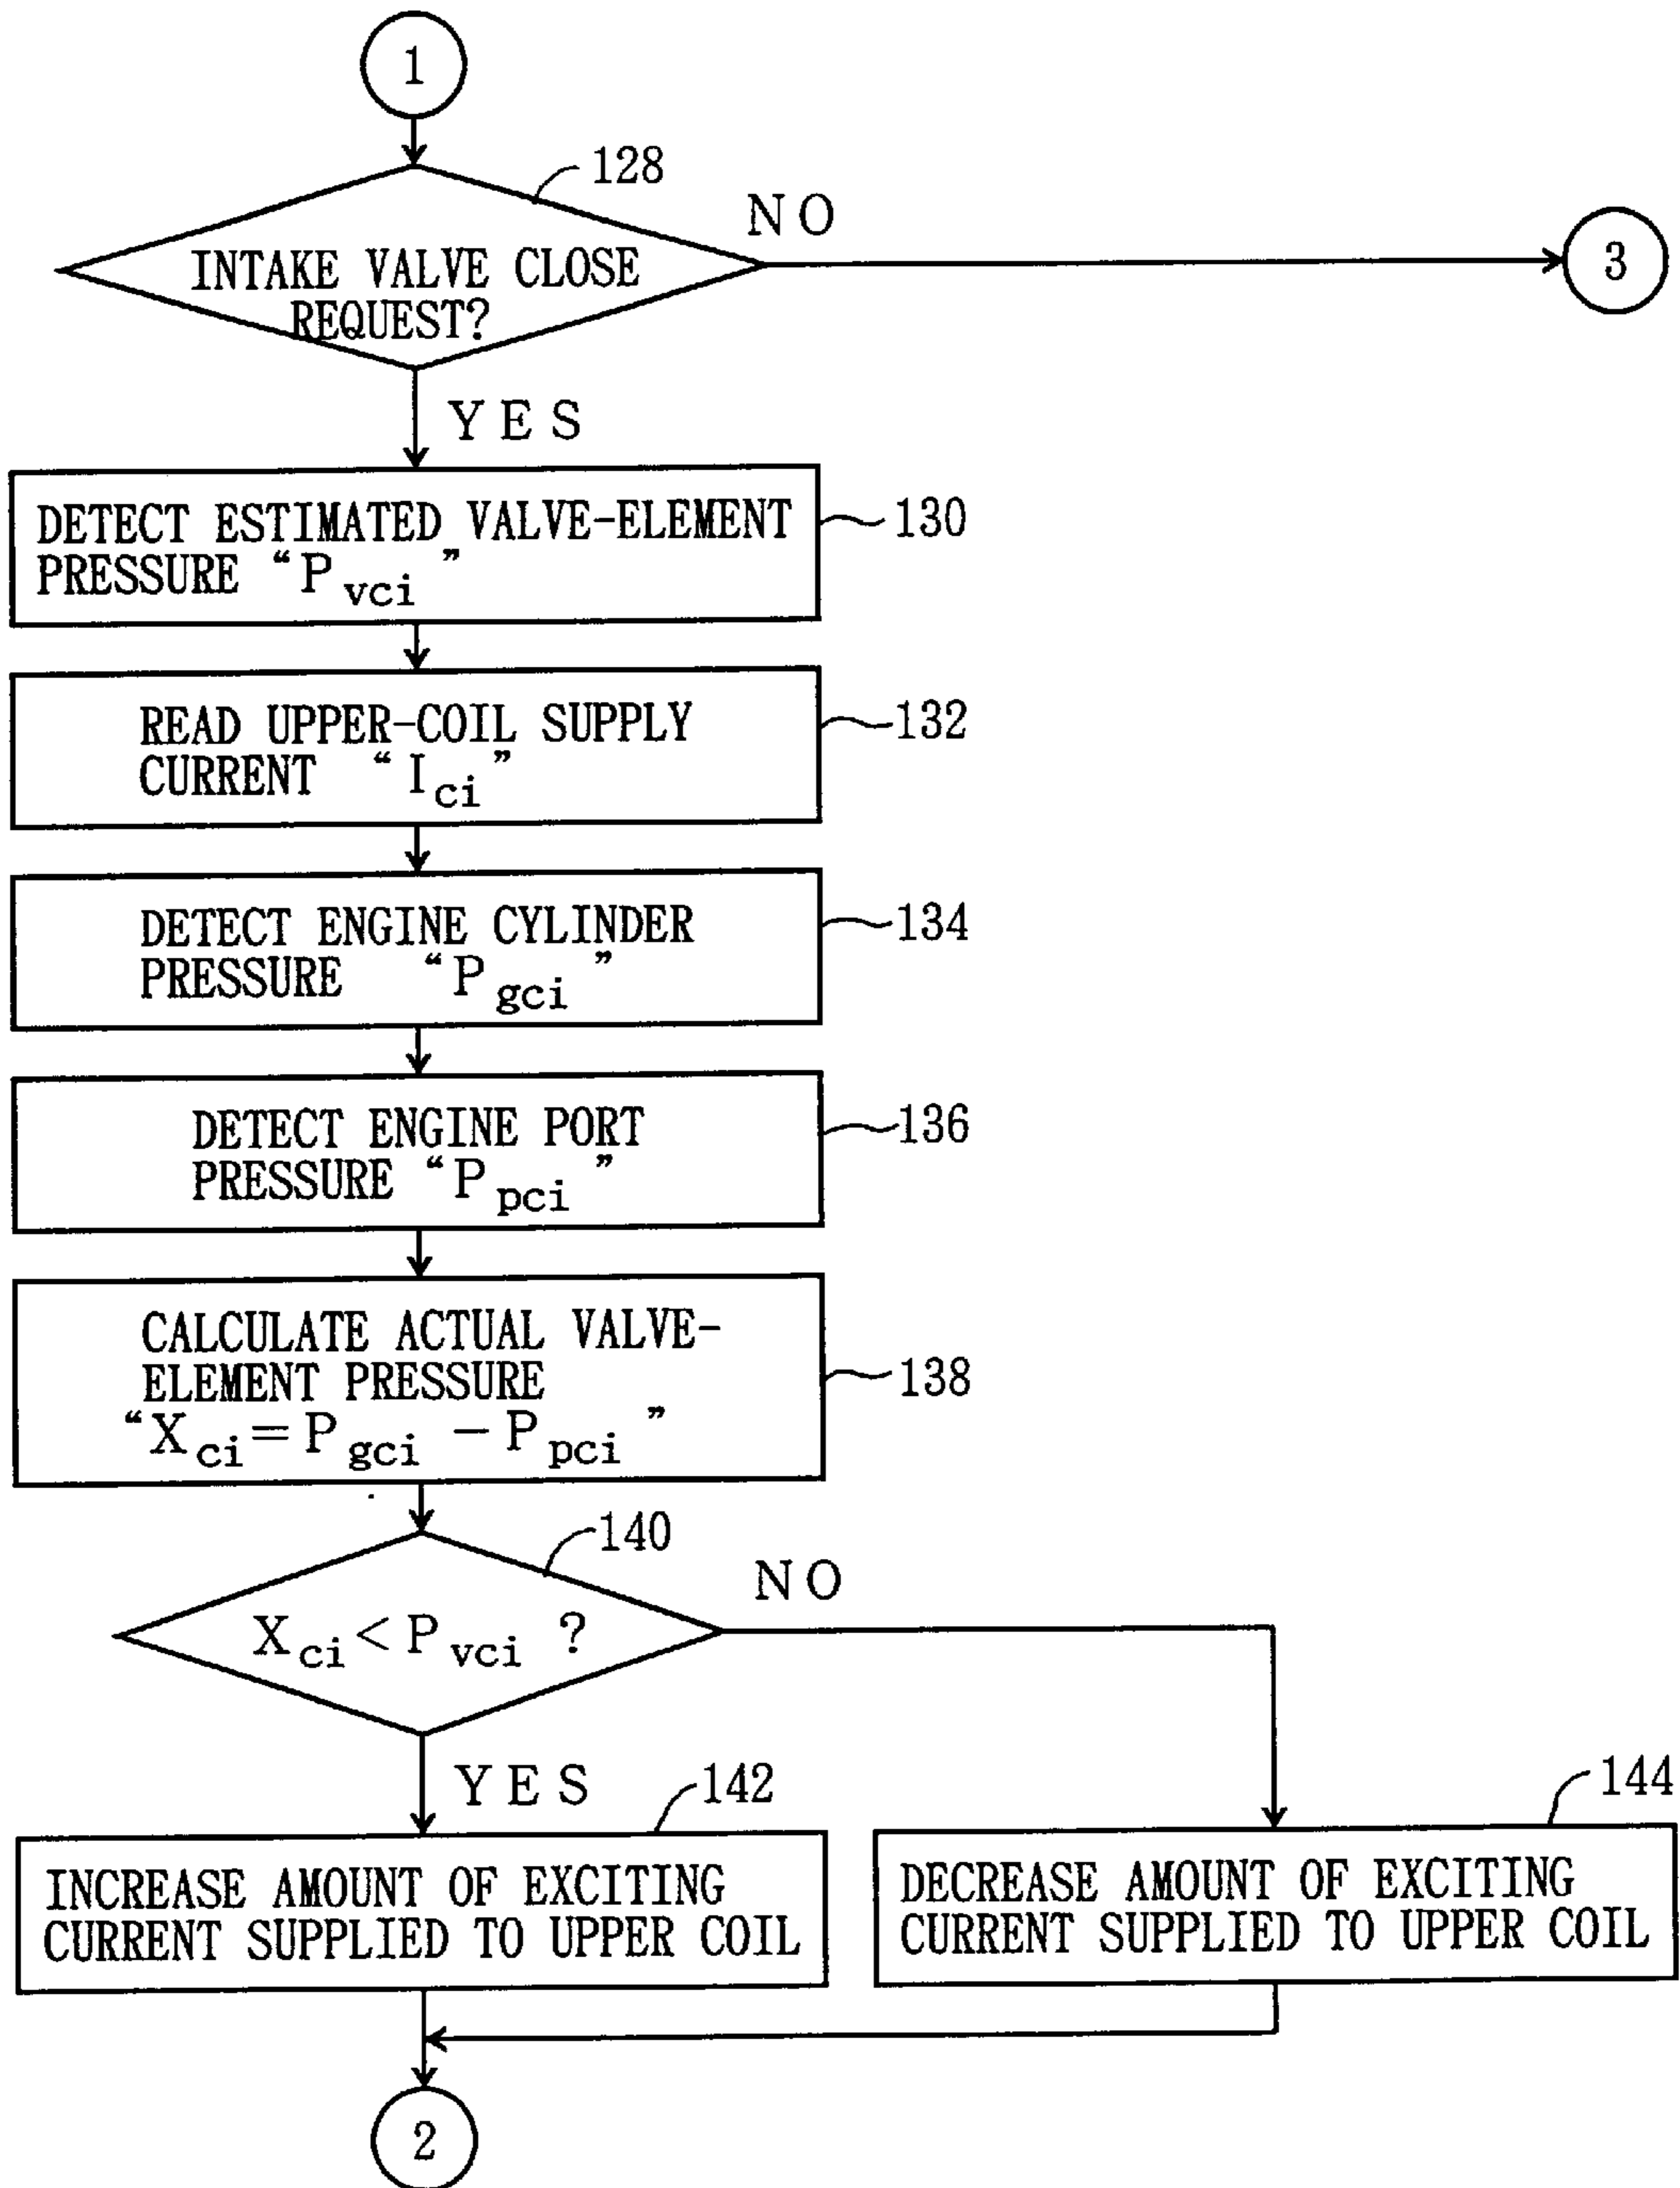 1
128
NO
INTAKE VALVE CLOSE
REQUEST?
3
YES
DETECT ESTIMATED VALVE-ELEMENT
PRESSURE “Pvci”
130
READ UPPER-COIL SUPPLY
CURRENT “Ici”
132
DETECT ENGINE CYLINDER
PRESSURE “Pgci”
134
DETECT ENGINE PORT
PRESSURE “Ppci”
136
CALCULATE ACTUAL VALVE-
ELEMENT PRESSURE
“Xci=Pgci－Ppci”
138
140
NO
Xci<Pvci ?
YES
142
144
INCREASE AMOUNT OF EXCITING
CURRENT SUPPLIED TO UPPER COIL
DECREASE AMOUNT OF EXCITING
CURRENT SUPPLIED TO UPPER COIL
2